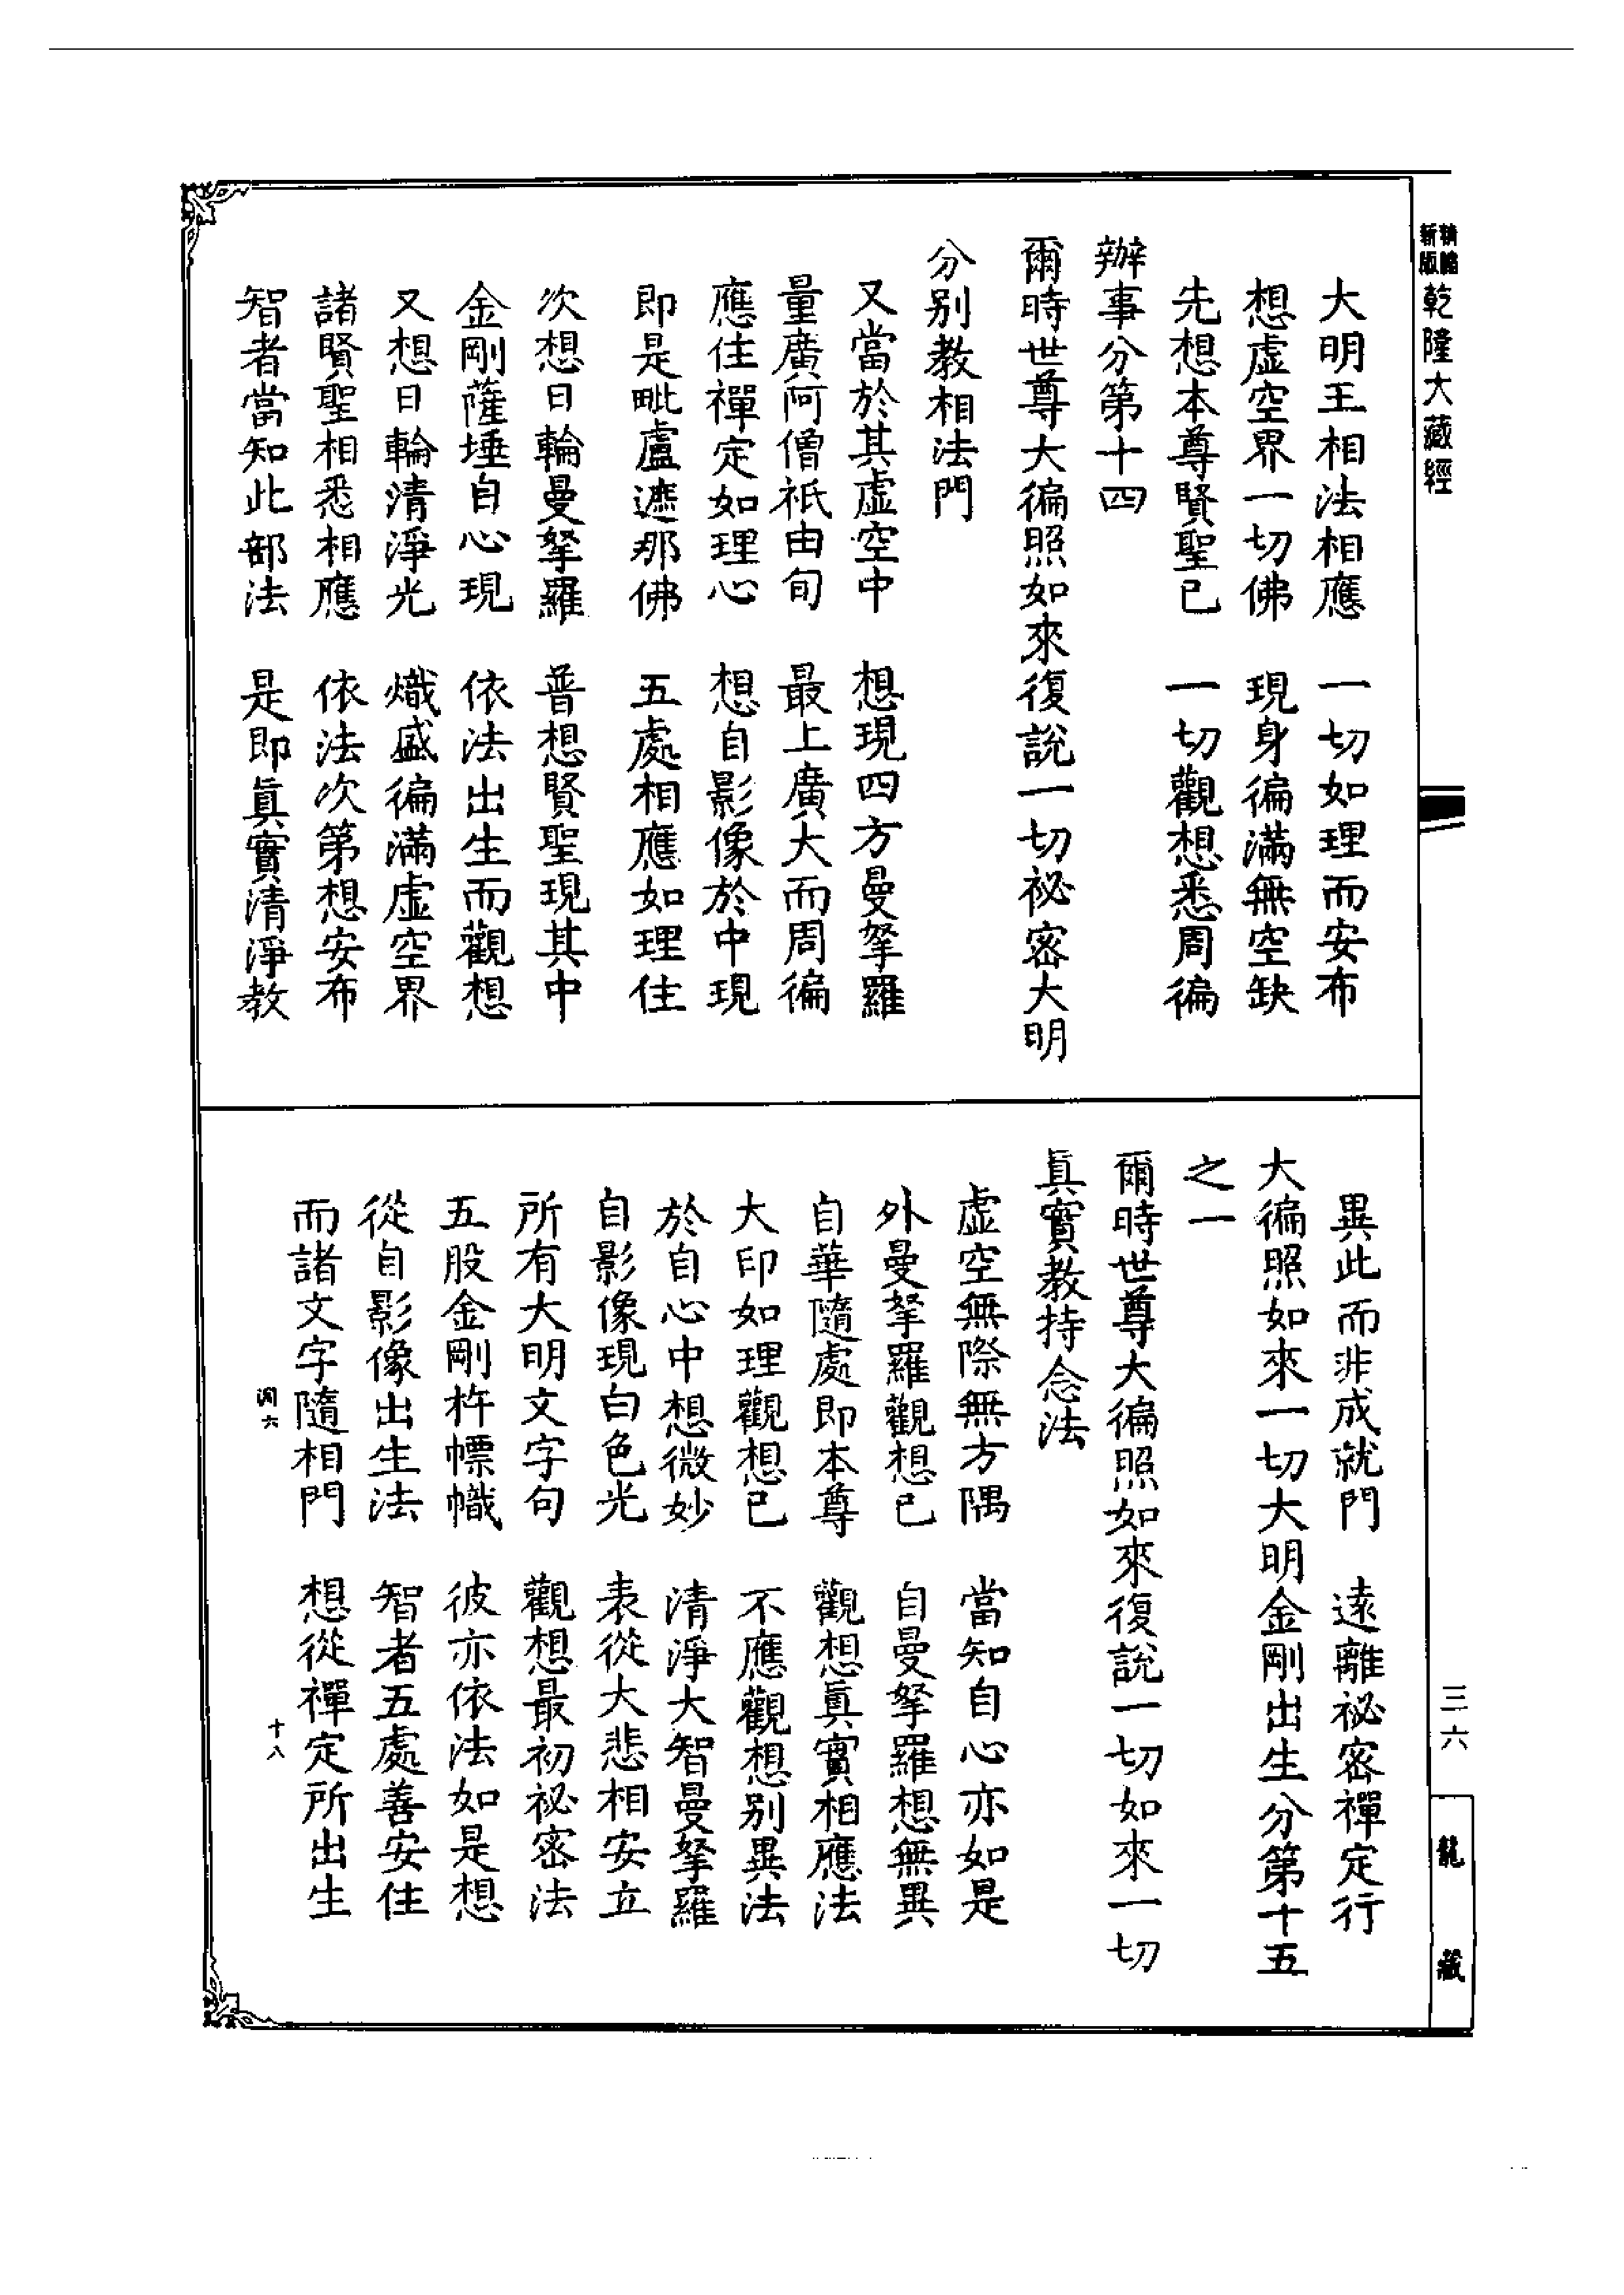 新版精縮乾隆大藏經
大明王相法相應　一切如理而安布
想虛空界一切佛　現身徧滿無空缺
先想本尊賢聖已　一切觀想悉周徧
辦事分第十四
爾時世尊大徧照如來復說一切祕密大明
分別教相法門
又當於其虛空中　想現四方曼拏羅
量廣阿僧祇由旬　最上廣大而周徧
應住禪定如理心　想自影像於中現
即是毗盧遮那佛　五處相應如理住
次想日輪曼拏羅　普想賢聖現其中
金剛薩埵自心現　依法出生而觀想
又想日輪清淨光　熾盛徧滿虛空界
諸賢聖相悉相應　依法次第想安布
智者當知此部法　是即眞實清淨教
異此而非成就門　遠離祕密禪定行
大徧照如來一切大明金剛出生分第十五
之一
爾時世尊大徧照如來復說一切如來一切
眞實教持念法
虛空無際無方隅　當知自心亦如是
外曼拏羅觀想已　自曼拏羅想無異
自華隨處即本尊　觀想眞實相應法
大印如理觀想已　不應觀想別異法
於自心中想微妙　清淨大智曼拏羅
自影像現白色光　表從大悲相安立
所有大明文字句　觀想最初祕密法
五股金剛杵幖幟　彼亦依法如是想
從自影像出生法　智者五處善安住
而諸文字隨相門　想從禪定所出生
十八
三六
龍藏